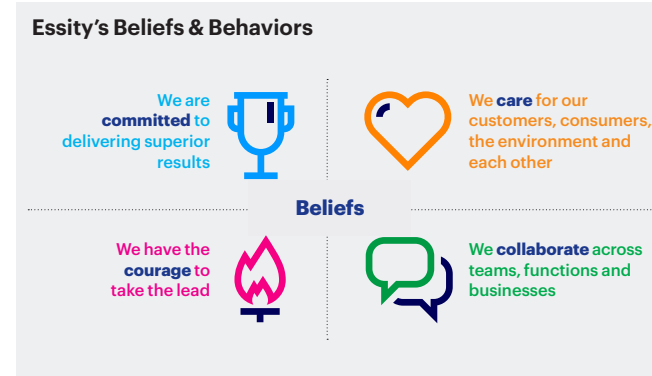 Essity's Beliefs & Behaviors
We are
committed to
delivering superior
results
We care for our
customers, consumers,
the environment and
each other
Beliefs
We have the
courage to
take the lead
We collaborate across
teams, functions and
businesses